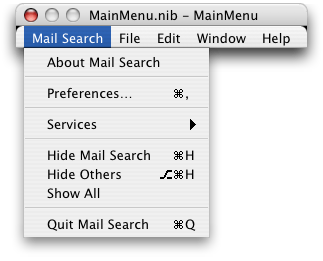 MainMenu.nib - MainMenu
Mail Search File Edit Window Help
About Mail Search
Preferences... ⌘,
Services ▶
Hide Mail Search ⌘H
Hide Others ⌥⌘H
Show All
Quit Mail Search ⌘Q